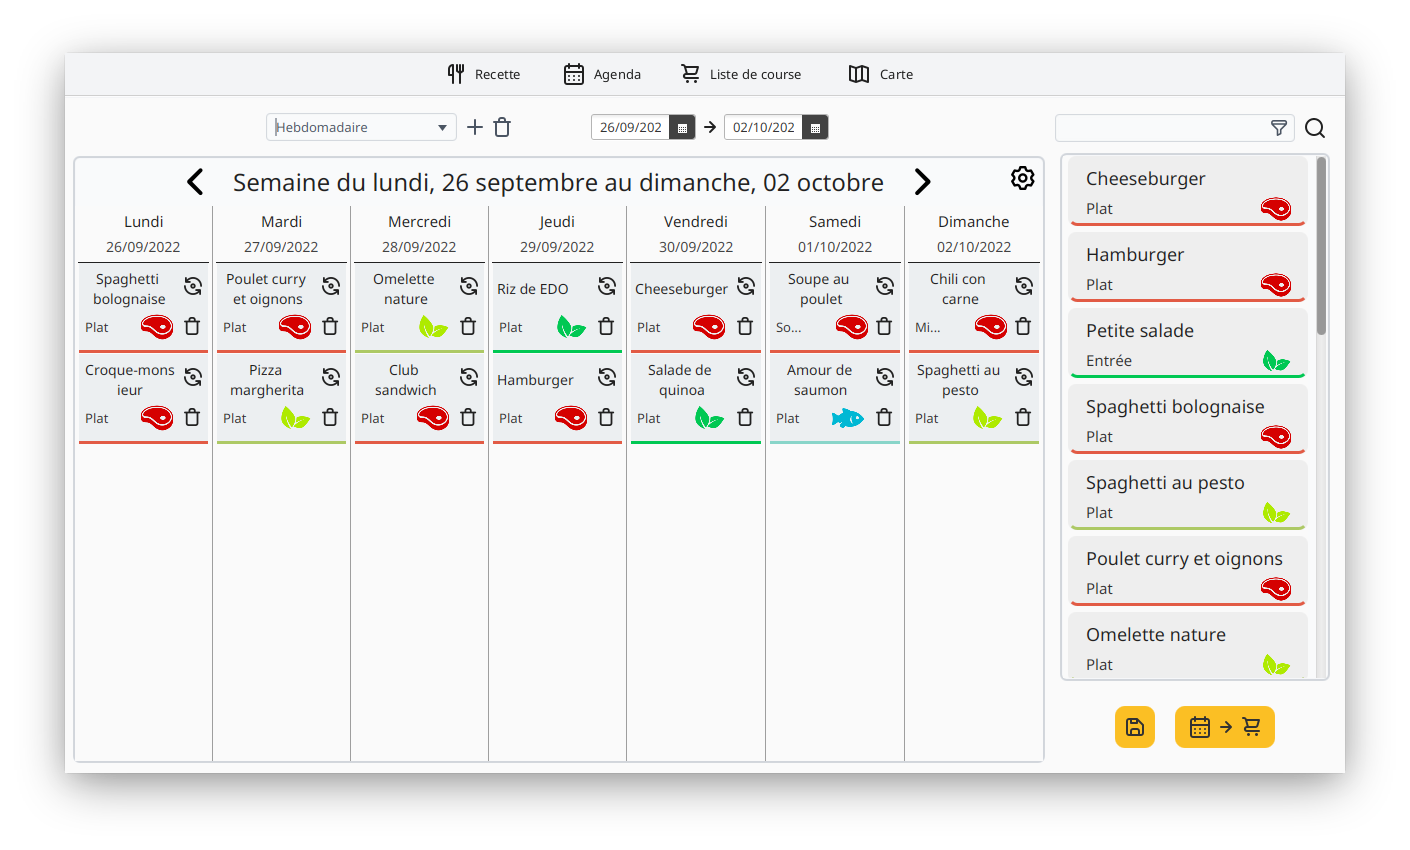 Recette Agenda Liste de course Carte
Hebdomadaire 26/09/202 02/10/202
Semaine du lundi, 26 septembre au dimanche, 02 octobre
Lundi Mardi Mercredi Jeudi Vendredi Samedi Dimanche
26/09/2022 27/09/2022 28/09/2022 29/09/2022 30/09/2022 01/10/2022 02/10/2022
Spaghetti
bolognaise
Plat
Croque-mons
ieur
Plat
Poulet curry
et oignons
Plat
Pizza
margherita
Plat
Omelette
nature
Plat
Club
sandwich
Plat
Riz de EDO
Plat
Hamburger
Plat
Cheeseburger
Plat
Salade de
quinoa
Plat
Soupe au
poulet
So...
Amour de
saumon
Plat
Chili con
carne
Mi...
Spaghetti au
pesto
Plat
Cheeseburger
Plat
Hamburger
Plat
Petite salade
Entrée
Spaghetti bolognaise
Plat
Spaghetti au pesto
Plat
Poulet curry et oignons
Plat
Omelette nature
Plat